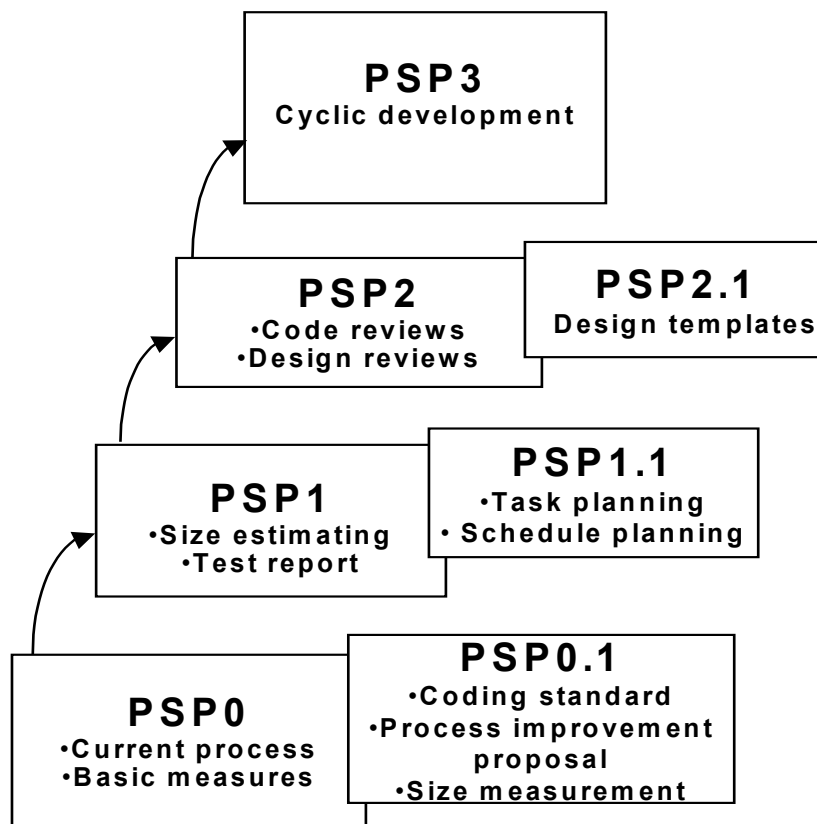 PSP3
Cyclic development
PSP2
•Code reviews
•Design reviews
PSP2.1
Design templates
PSP1
•Size estimating
•Test report
PSP1.1
•Task planning
• Schedule planning
PSP0
•Current process
•Basic measures
PSP0.1
•Coding standard
•Process improvement
proposal
•Size measurement